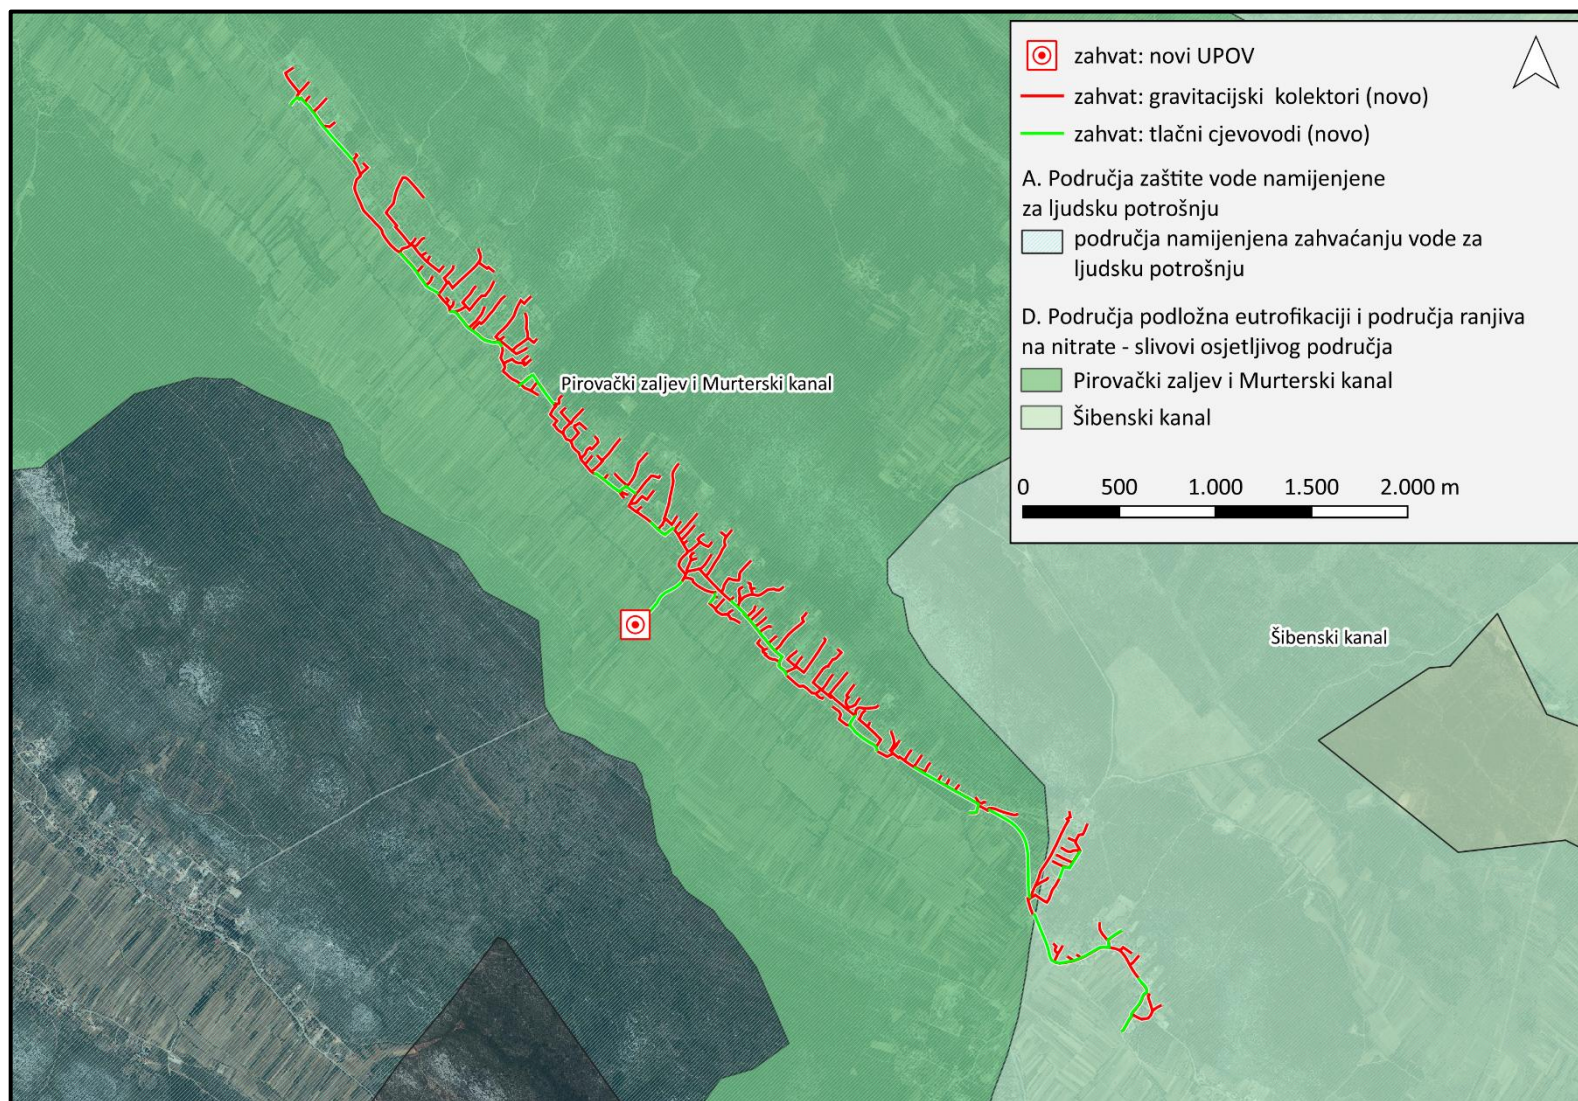 zahvat: novi UPOV
zahvat: gravitacijski kolektori (novo)
zahvat: tlačni cjevovodi (novo)
A. Područja zaštite vode namijenjene
za ljudsku potrošnju
područja namijenjena zahvaćanju vode za
ljudsku potrošnju
D. Područja podložna eutrofikaciji i područja ranjiva
na nitrate - slivovi osjetljivog područja
Pirovački zaljev i Murterski kanal
Šibenski kanal
0 500 1.000 1.500 2.000 m
Pirovački zaljev i Murterski kanal
Šibenski kanal